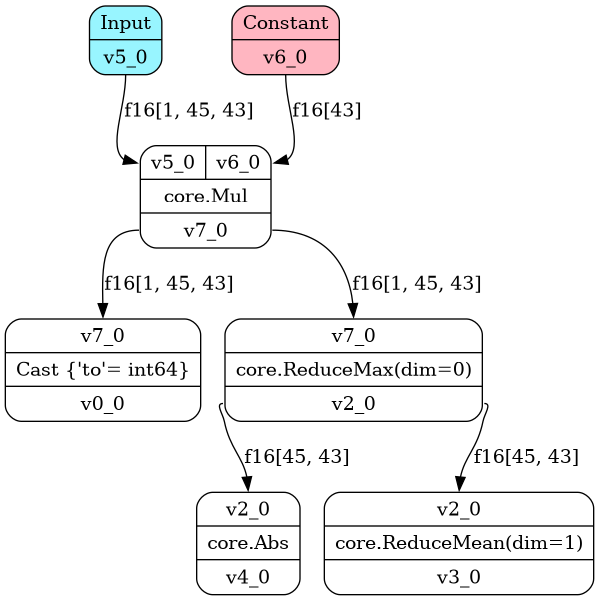 Input
v5_0
Constant
v6_0
f16[1, 45, 43]
f16[43]
v5_0 v6_0
core.Mul
v7_0
f16[1, 45, 43]
f16[1, 45, 43]
v7_0
Cast {'to'= int64}
v0_0
v7_0
core.ReduceMax(dim=0)
v2_0
f16[45, 43]
f16[45, 43]
v2_0
core.Abs
v4_0
v2_0
core.ReduceMean(dim=1)
v3_0